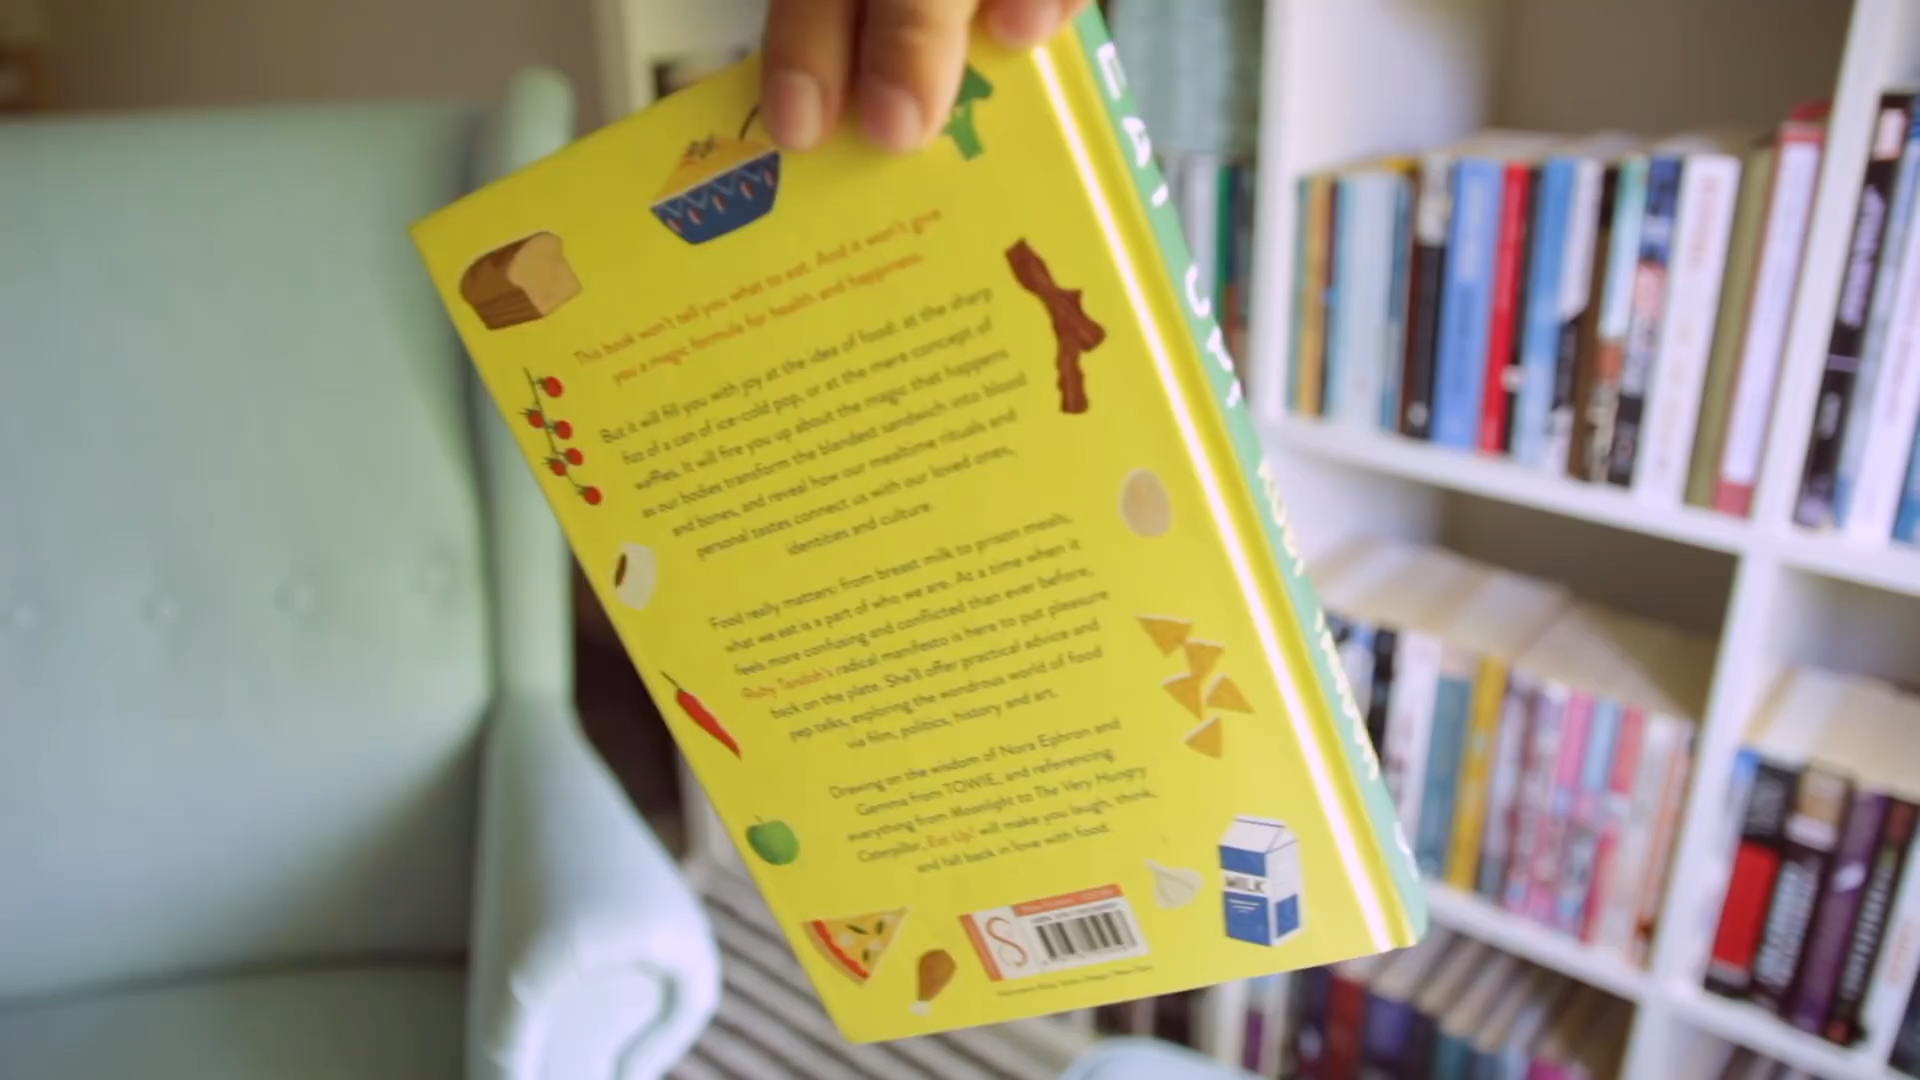 This book won't tell you what to eat. And it won't give
you a magic formula for health and happiness.
But it will fill you with joy at the idea of food: at the sharp
fizz of a can of ice-cold pop, or at the mere concept of
waffles. It will fire you up about the magic that happens
as our bodies transform the blandest sandwich into blood
and bones, and reveal how our mealtime rituals and
personal tastes connect us with our loved ones,
identities and culture.
Food really matters: from breast milk to prison meals,
what we eat is a part of who we are. At a time when it
feels more confusing and conflicted than ever before,
Ruby Tandoh's radical manifesto is here to put pleasure
back on the plate. She'll offer practical advice and
pep talks, exploring the wondrous world of food
via film, politics, history and art.
Drawing on the wisdom of Nora Ephron and
Gemma from TOWIE, and referencing
everything from Moonlight to The Very Hungry
Caterpillar, Eat Up! will make you laugh, think,
and fall back in love with food.
MILK
EAT UP!
RUBY TANDOH